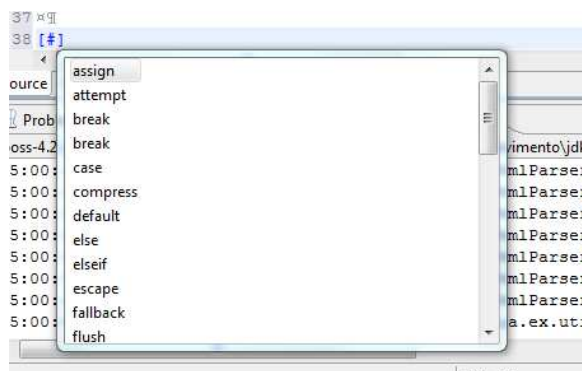 37 ¤¶
38 [#]
ource
assign
attempt
break
break
case
compress
default
else
elseif
escape
fallback
flush
Prob
oss-4.2
vimento\jdk
5:00:
mlParse
5:00:
mlParse
5:00:
mlParse
5:00:
mlParse
5:00:
mlParse
5:00:
mlParse
5:00:
mlParse
5:00:
a.ex.ut